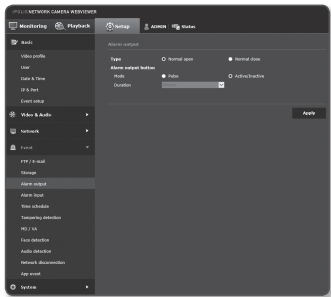 iPOLiS NETWORK CAMERA WEBVIEWER
Monitoring
Playback
Setup
ADMIN
Status
Basic
Video profile
User
Date & Time
IP & Port
Event setup
Video & Audio
Network
Event
FTP / E-mail
Storage
Alarm output
Alarm input
Time schedule
Tampering detection
MD / VA
Face detection
Audio detection
Network disconnection
App event
System
Alarm output
Type
Normal open
Normal close
Alarm output button
Mode
Pulse
Active/Inactive
Duration
Apply